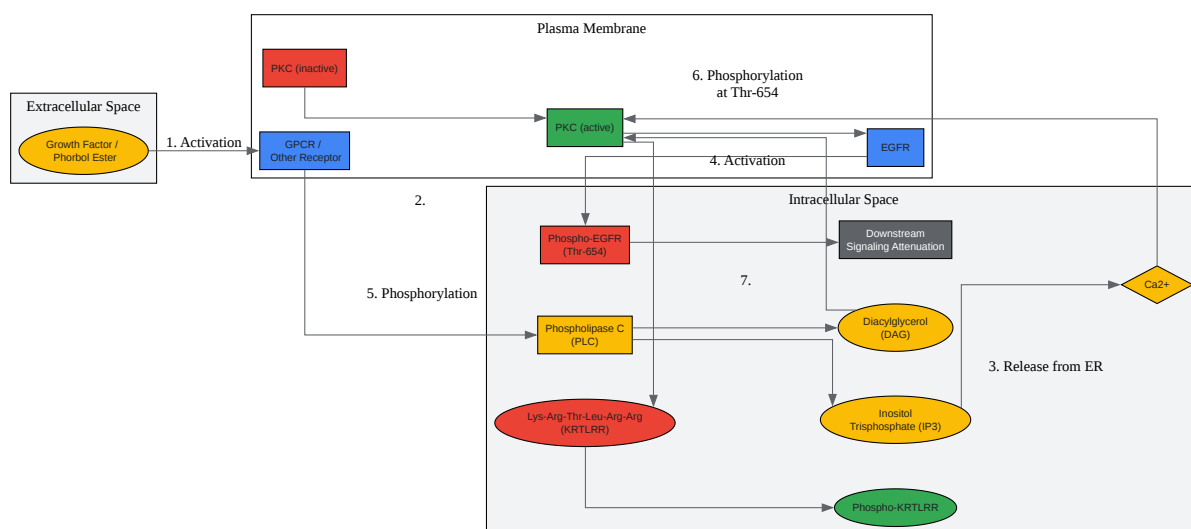 Plasma Membrane
PKC (inactive)
6. Phosphorylation
at Thr-654
Extracellular Space
Growth Factor /
Phorbol Ester
1. Activation
GPCR /
Other Receptor
PKC (active)
EGFR
4. Activation
2.
Intracellular Space
Phospho-EGFR
(Thr-654)
Downstream
Signaling Attenuation
5. Phosphorylation
7.
Ca2+
Phospholipase C
(PLC)
Diacylglycerol
(DAG)
3. Release from ER
Lys-Arg-Thr-Leu-Arg-Arg
(KRTLRR)
Inositol
Trisphosphate (IP3)
Phospho-KRTLRR